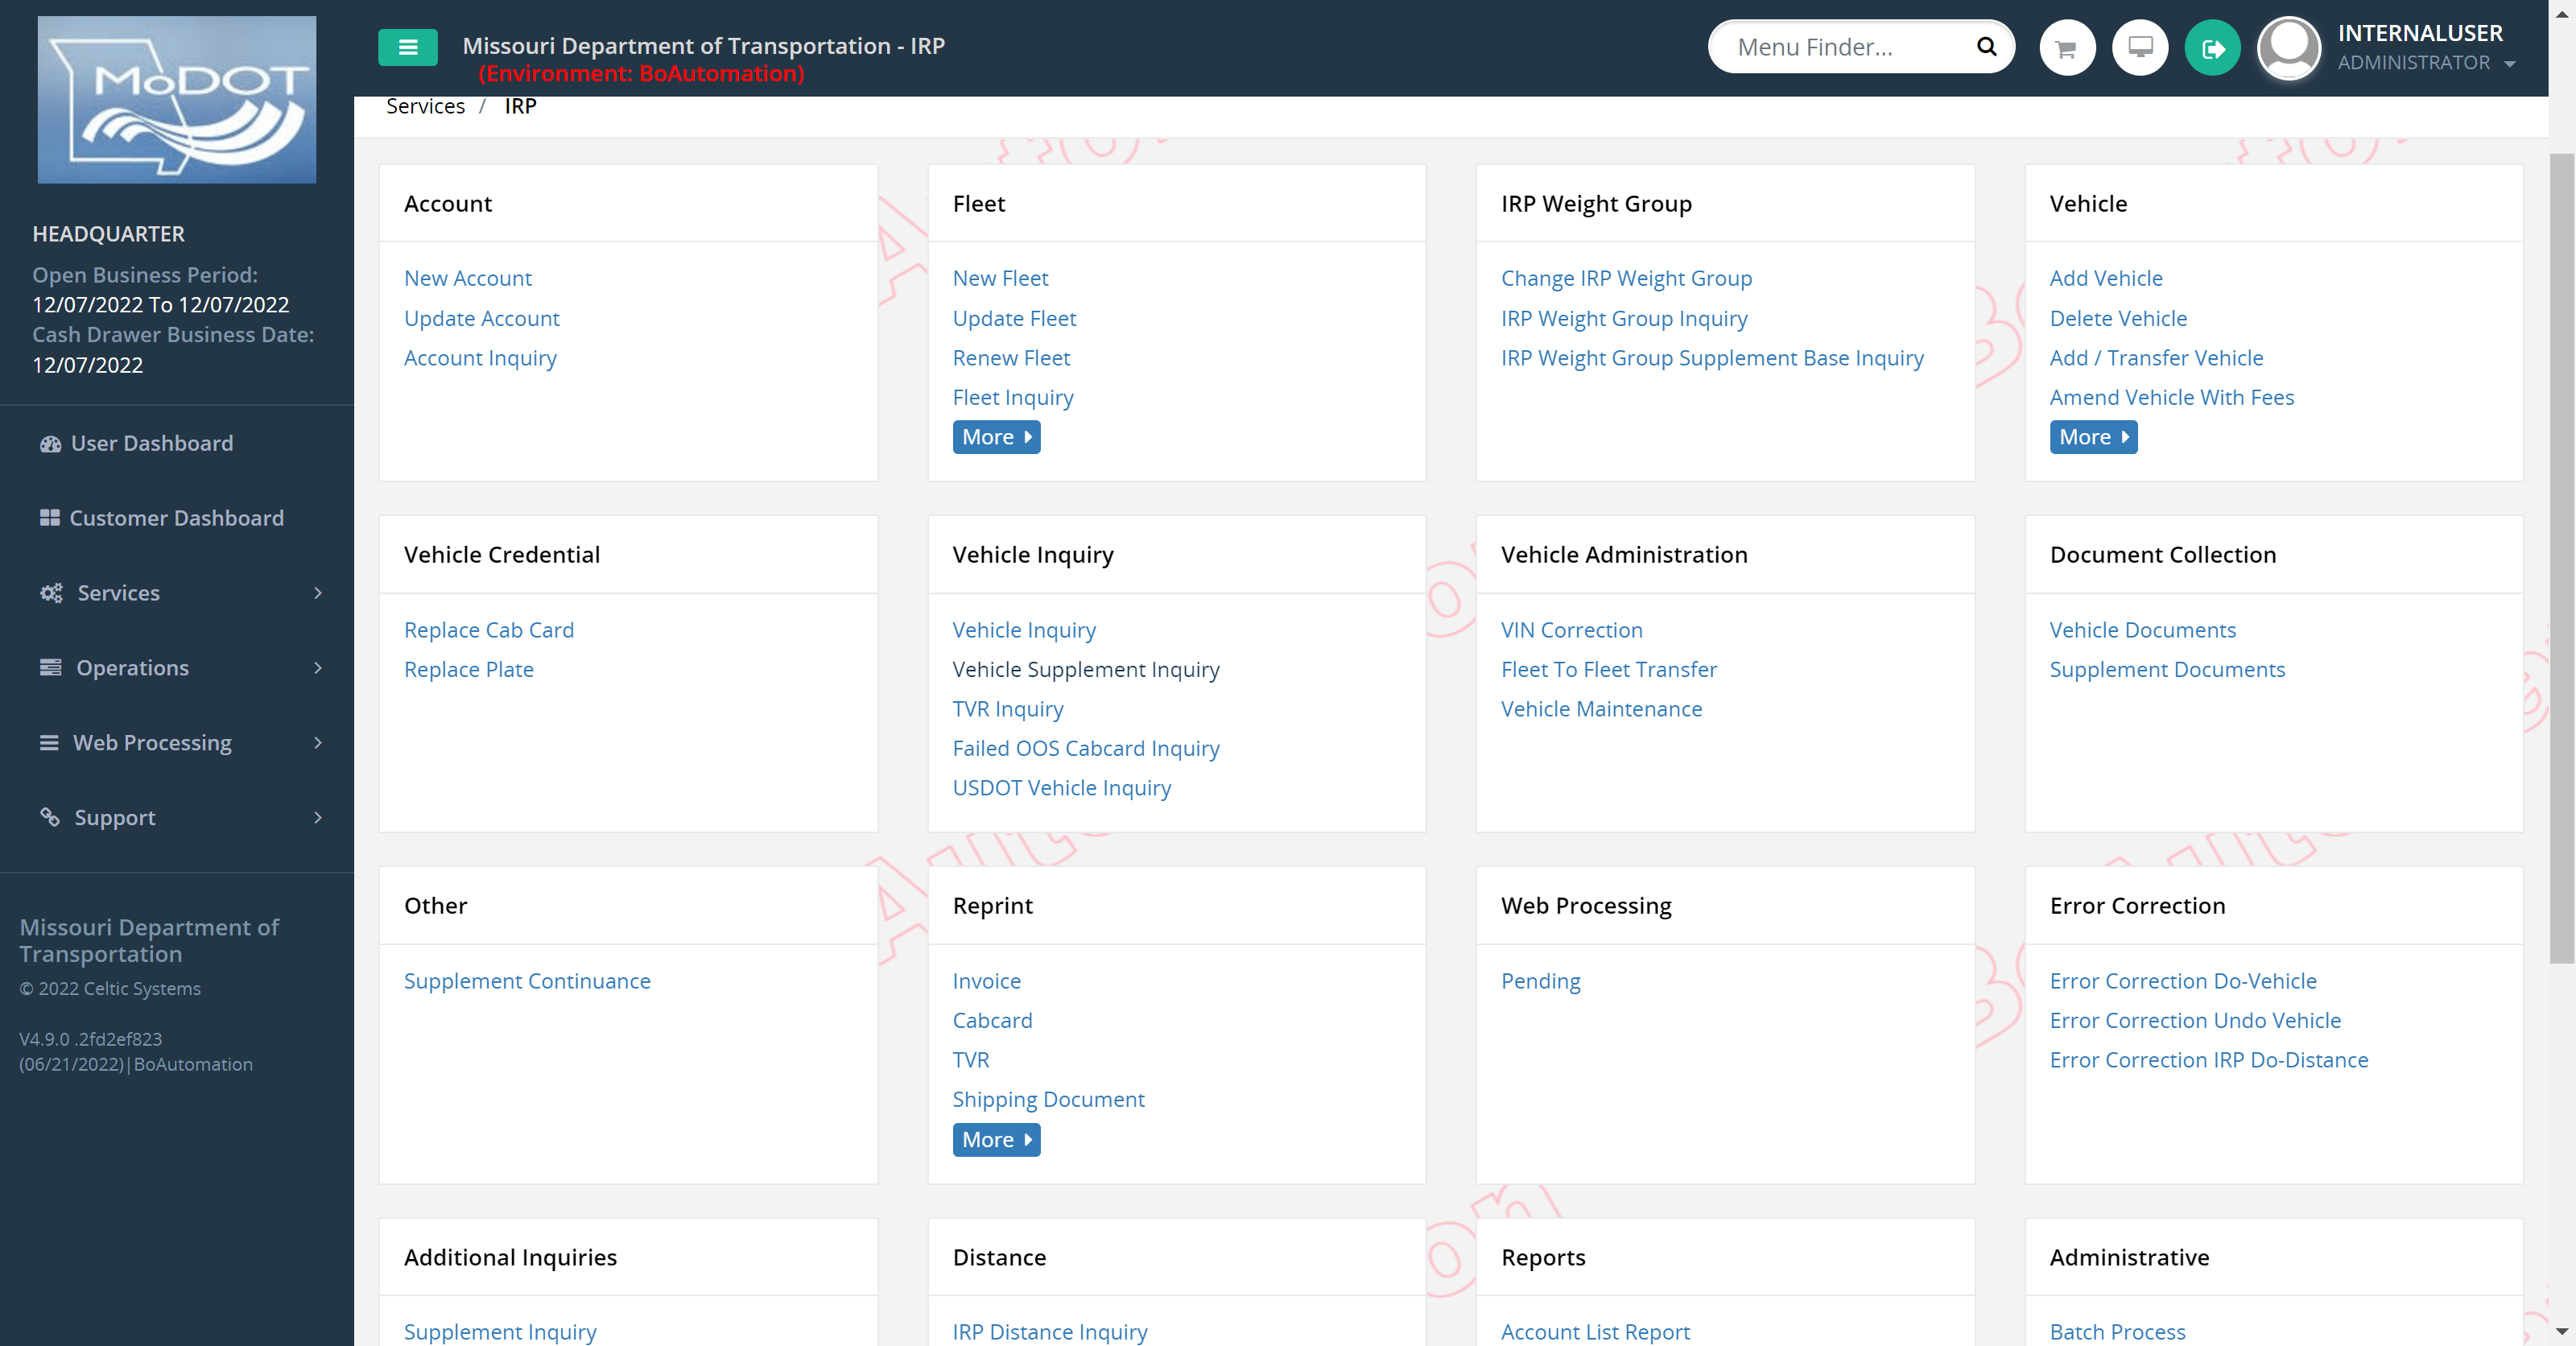 MoDOT
Missouri Department of Transportation - IRP
(Environment: BoAutomation)
Menu Finder...
INTERNALUSER
ADMINISTRATOR
HEADQUARTER
Open Business Period:
12/07/2022 To 12/07/2022
Cash Drawer Business Date:
12/07/2022
User Dashboard
Customer Dashboard
Services
Operations
Web Processing
Support
Missouri Department of
Transportation
© 2022 Celtic Systems
V4.9.0 .2fd2ef823
(06/21/2022)|BoAutomation
Services / IRP
Account
New Account
Update Account
Account Inquiry
Fleet
New Fleet
Update Fleet
Renew Fleet
Fleet Inquiry
More
IRP Weight Group
Change IRP Weight Group
IRP Weight Group Inquiry
IRP Weight Group Supplement Base Inquiry
Vehicle
Add Vehicle
Delete Vehicle
Add / Transfer Vehicle
Amend Vehicle With Fees
More
Vehicle Credential
Replace Cab Card
Replace Plate
Vehicle Inquiry
Vehicle Inquiry
Vehicle Supplement Inquiry
TVR Inquiry
Failed OOS Cabcard Inquiry
USDOT Vehicle Inquiry
Vehicle Administration
VIN Correction
Fleet To Fleet Transfer
Vehicle Maintenance
Document Collection
Vehicle Documents
Supplement Documents
Other
Supplement Continuance
Reprint
Invoice
Cabcard
TVR
Shipping Document
More
Web Processing
Pending
Error Correction
Error Correction Do-Vehicle
Error Correction Undo Vehicle
Error Correction IRP Do-Distance
Additional Inquiries
Supplement Inquiry
Distance
IRP Distance Inquiry
Reports
Account List Report
Administrative
Batch Process